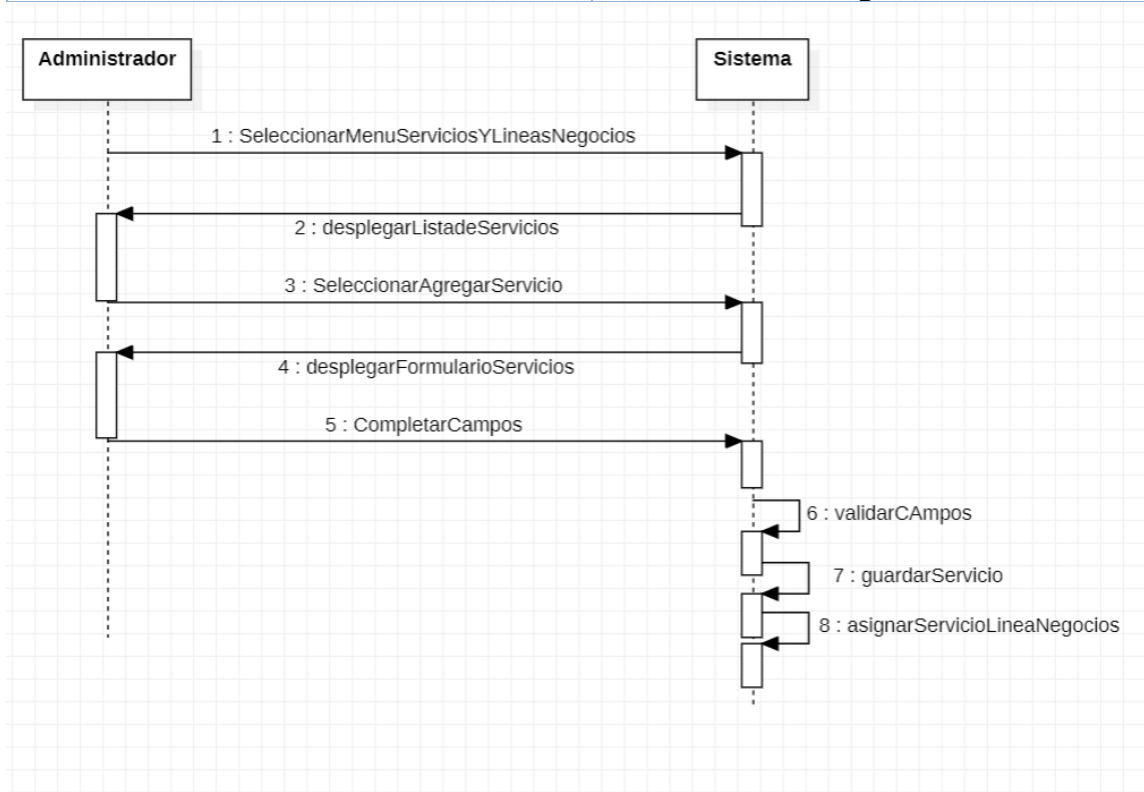 Administrador
Sistema
1 : SeleccionarMenuServiciosYLineasNegocios
2 : desplegarListadeServicios
3 : SeleccionarAgregarServicio
4 : desplegarFormularioServicios
5 : CompletarCampos
6 : validarCAmpos
7 : guardarServicio
8 : asignarServicioLineaNegocios